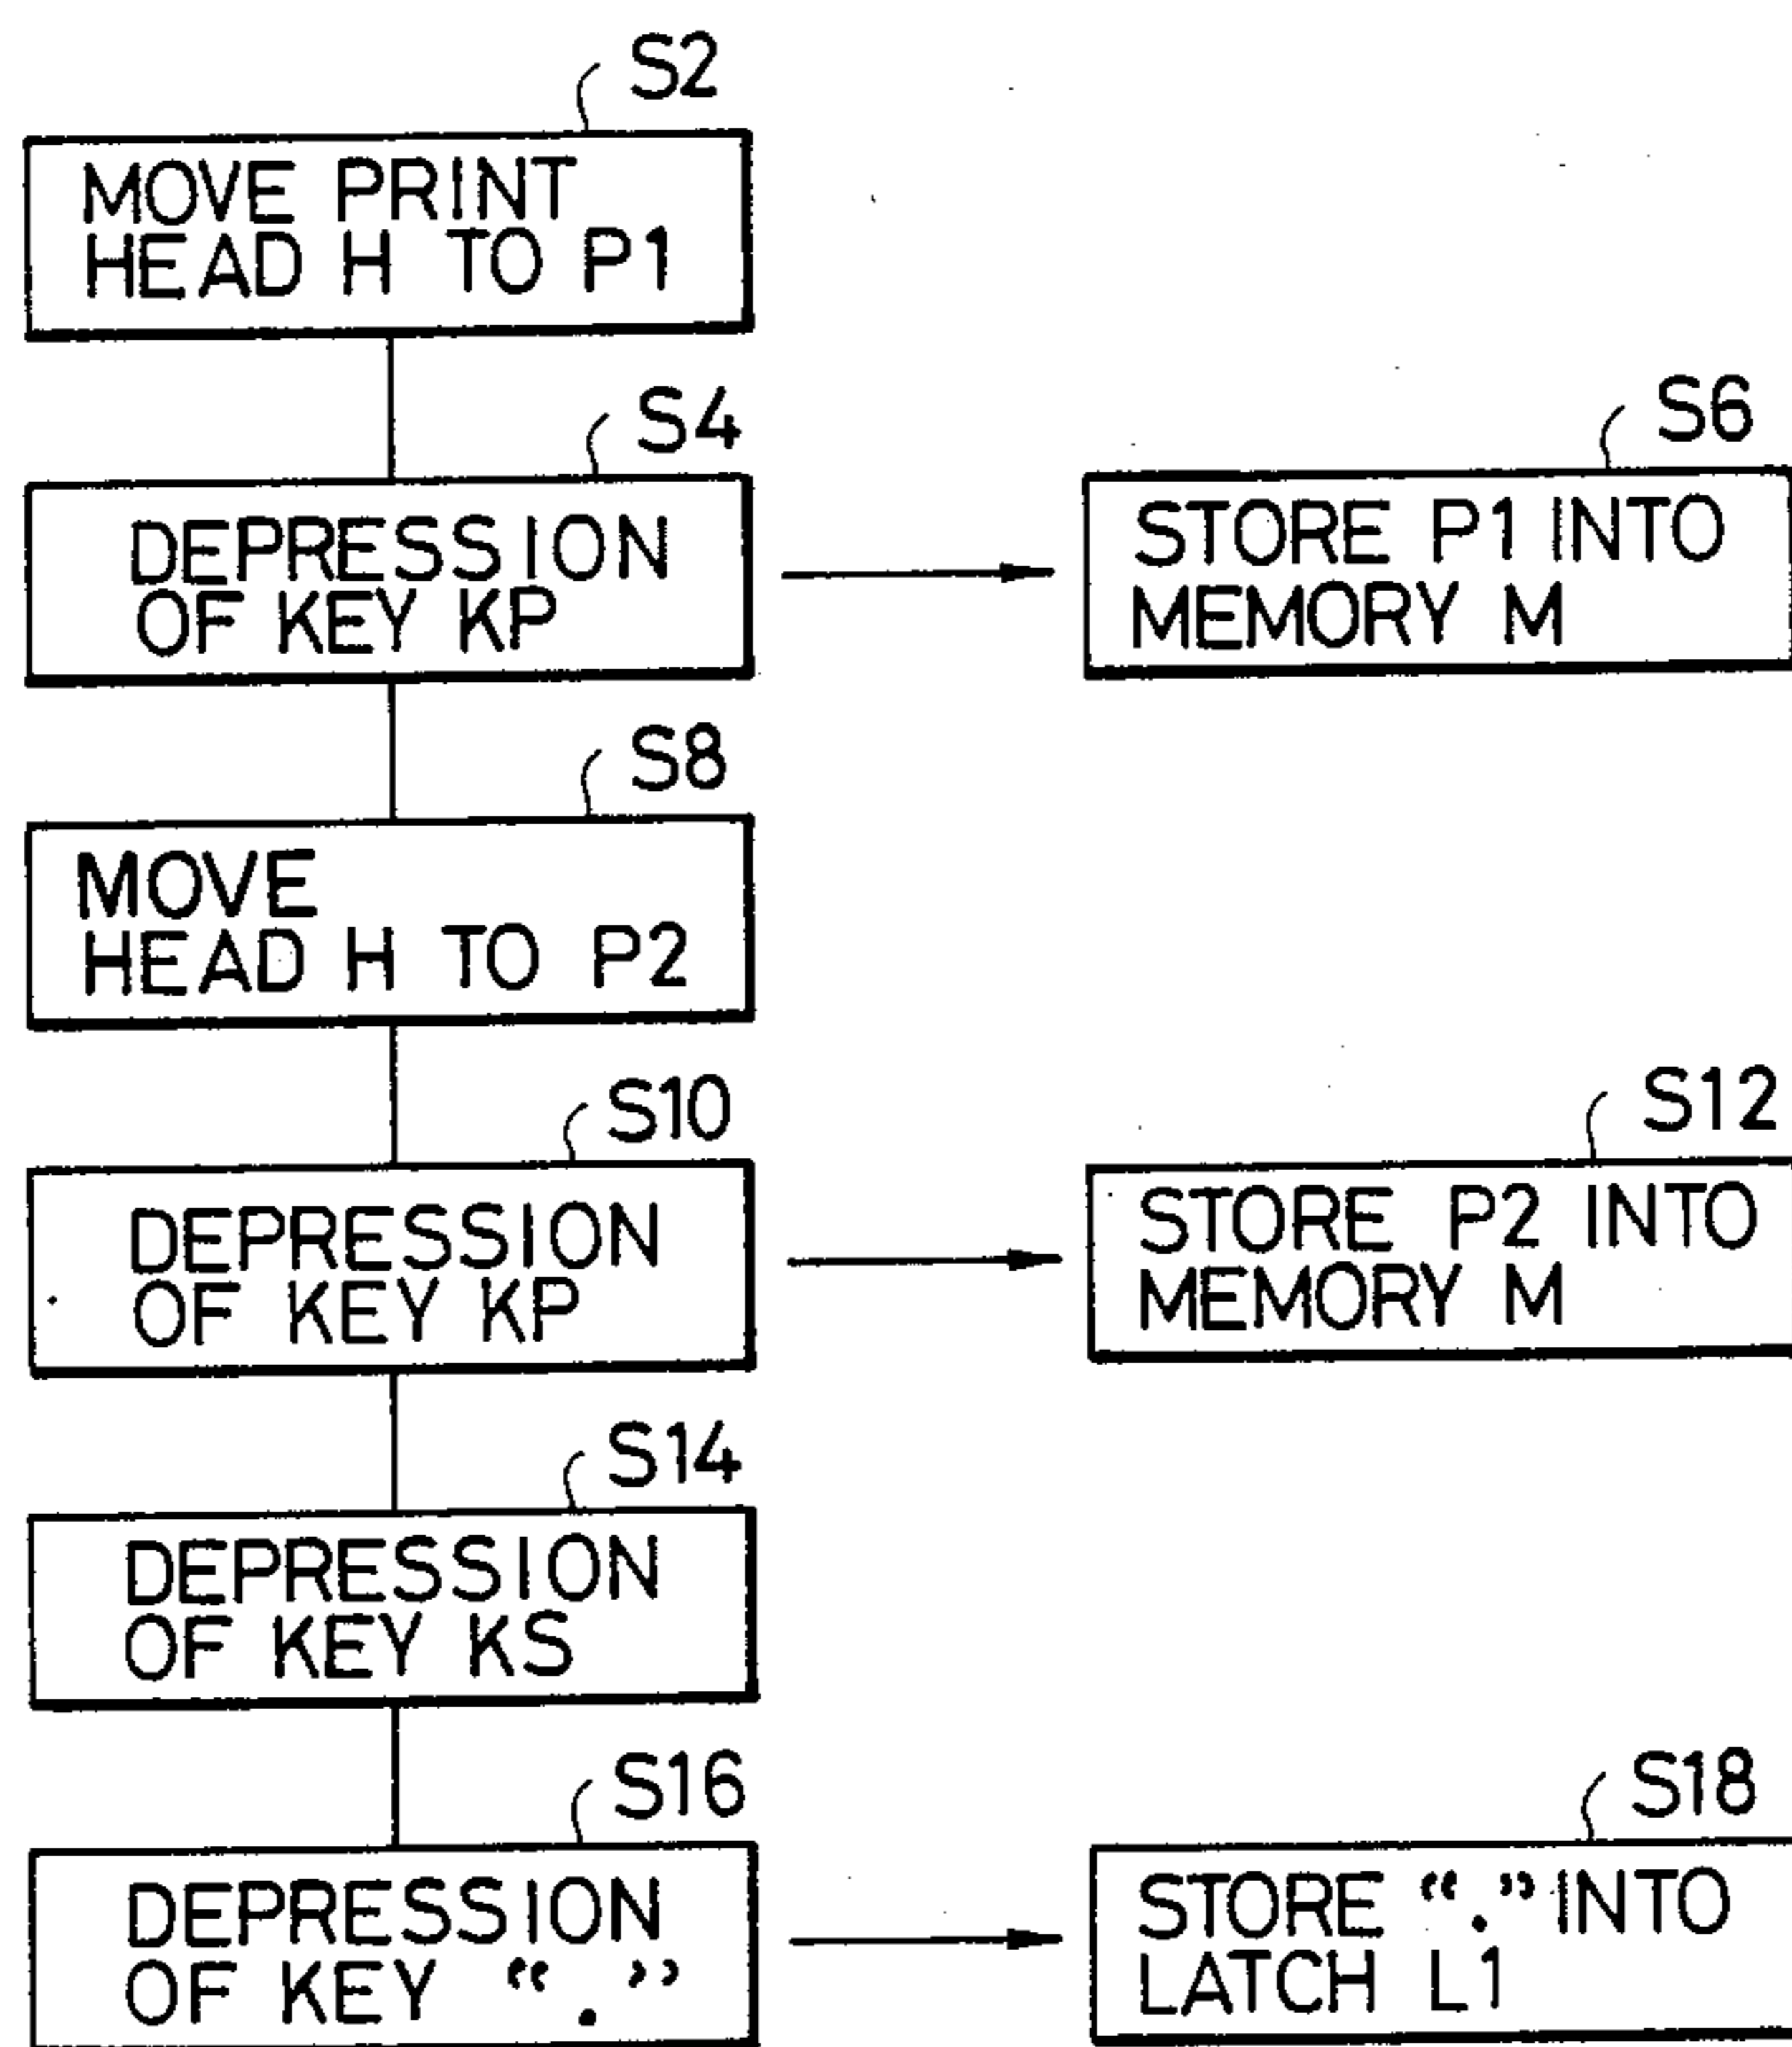 S2
MOVE PRINT
HEAD H TO P1
S4
DEPRESSION
OF KEY KP
S6
STORE P1 INTO
MEMORY M
S8
MOVE
HEAD H TO P2
S10
DEPRESSION
OF KEY KP
S12
STORE P2 INTO
MEMORY M
S14
DEPRESSION
OF KEY KS
S16
DEPRESSION
OF KEY “.”
S18
STORE “.” INTO
LATCH L1